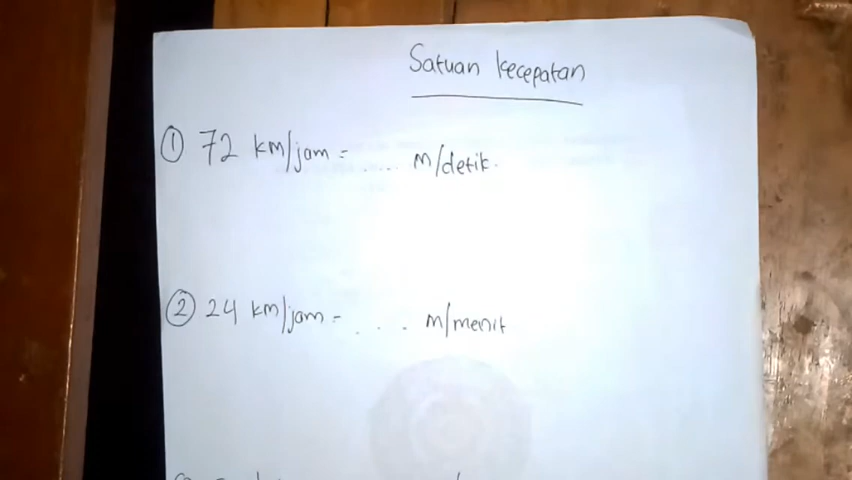 Satuan kecepatan
① 72 km/jam = ..... m/detik.
② 24 km/jam = .... m/menit